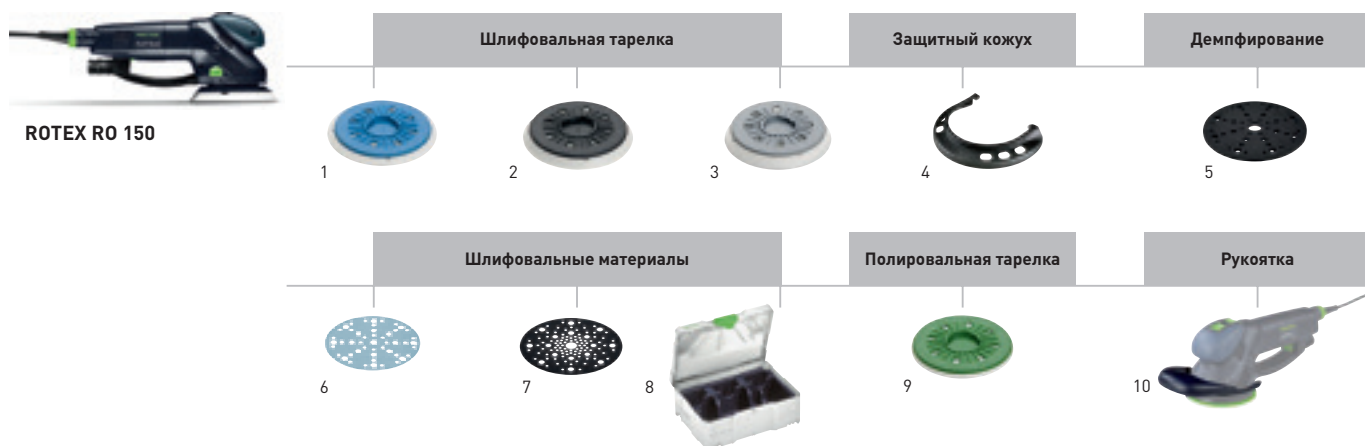 Шлифовальная тарелка
Защитный кожух
Демпфирование
ROTEX RO 150
1
2
3
4
5
Шлифовальные материалы
Полировальная тарелка
Рукоятка
6
7
8
9
10